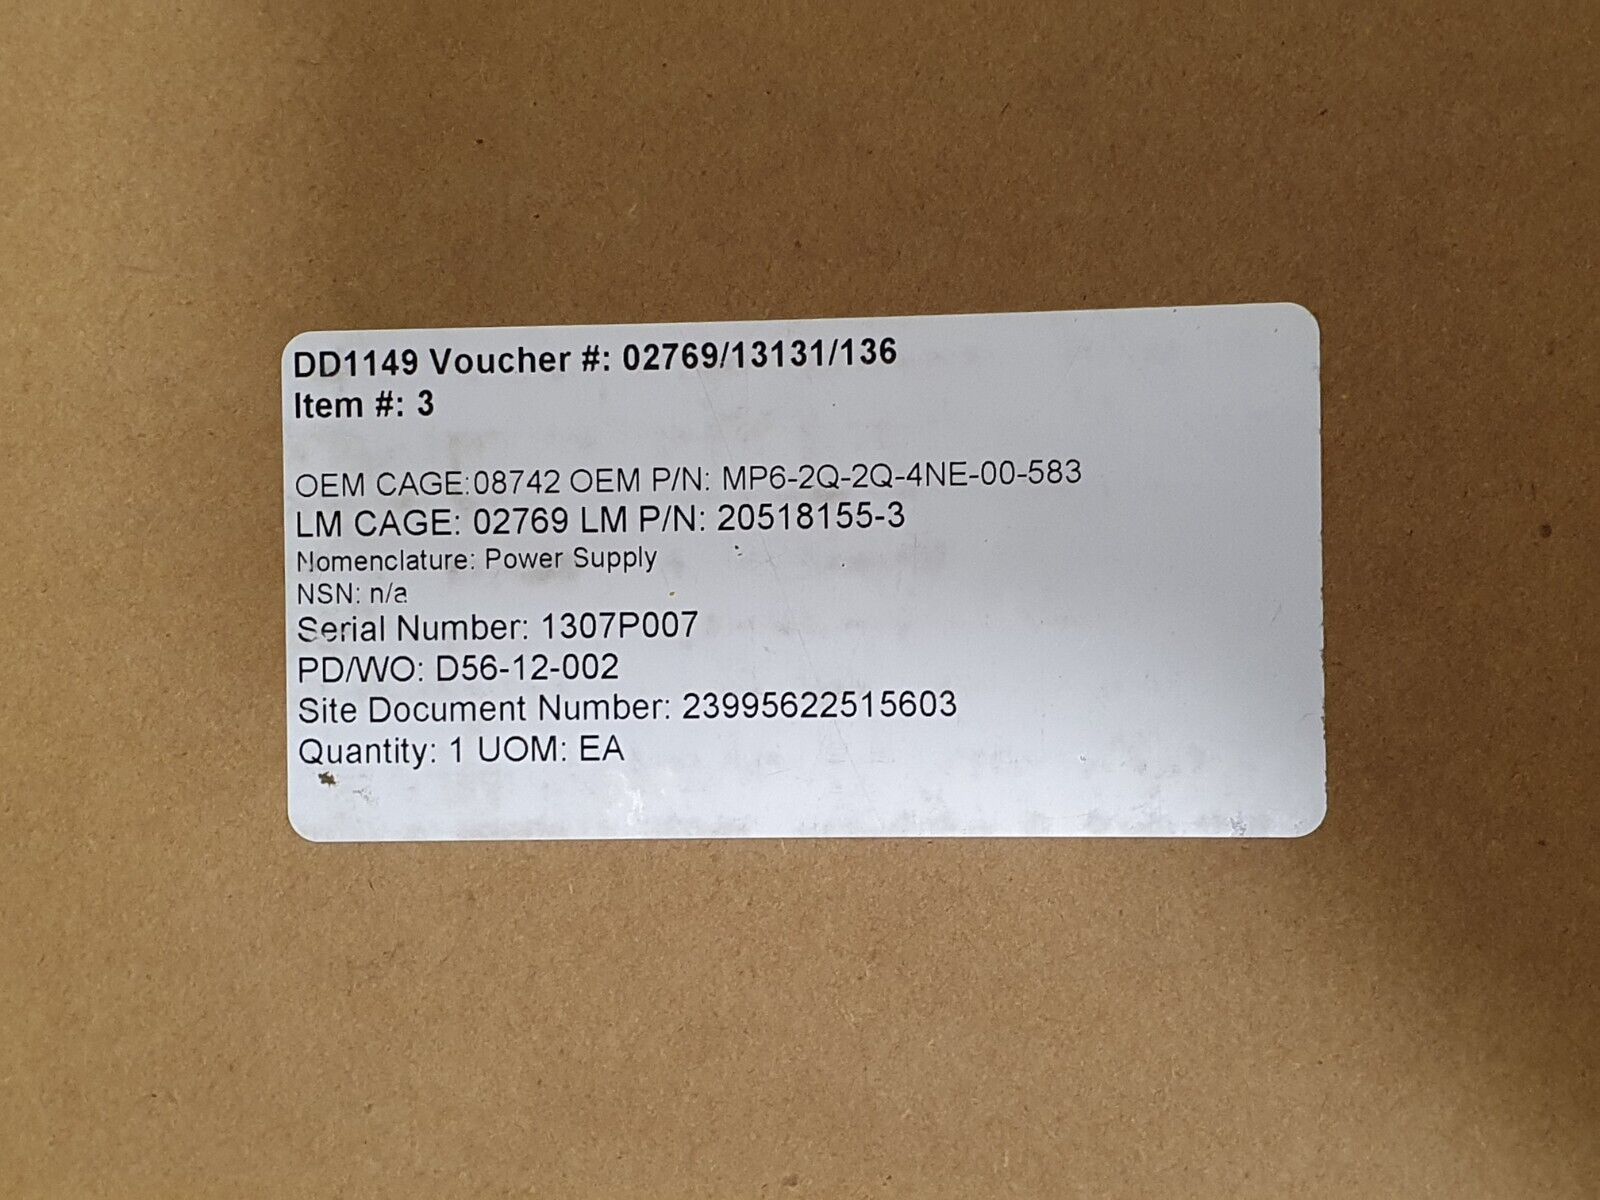 DD1149 Voucher #: 02769/13131/136
Item #: 3
OEM CAGE:08742 OEM P/N: MP6-2Q-2Q-4NE-00-583
LM CAGE: 02769 LM P/N: 20518155-3
Nomenclature: Power Supply
NSN: n/a
Serial Number: 1307P007
PD/WO: D56-12-002
Site Document Number: 23995622515603
Quantity: 1 UOM: EA